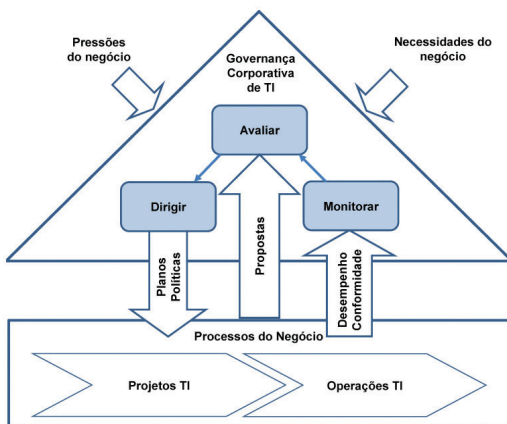 Pressões
do negócio
Necessidades do
negócio
Governança
Corporativa
de TI
Avaliar
Dirigir
Monitorar
Planos
Políticas
Propostas
Desempenho
Conformidade
Processos do Negócio
Projetos TI
Operações TI